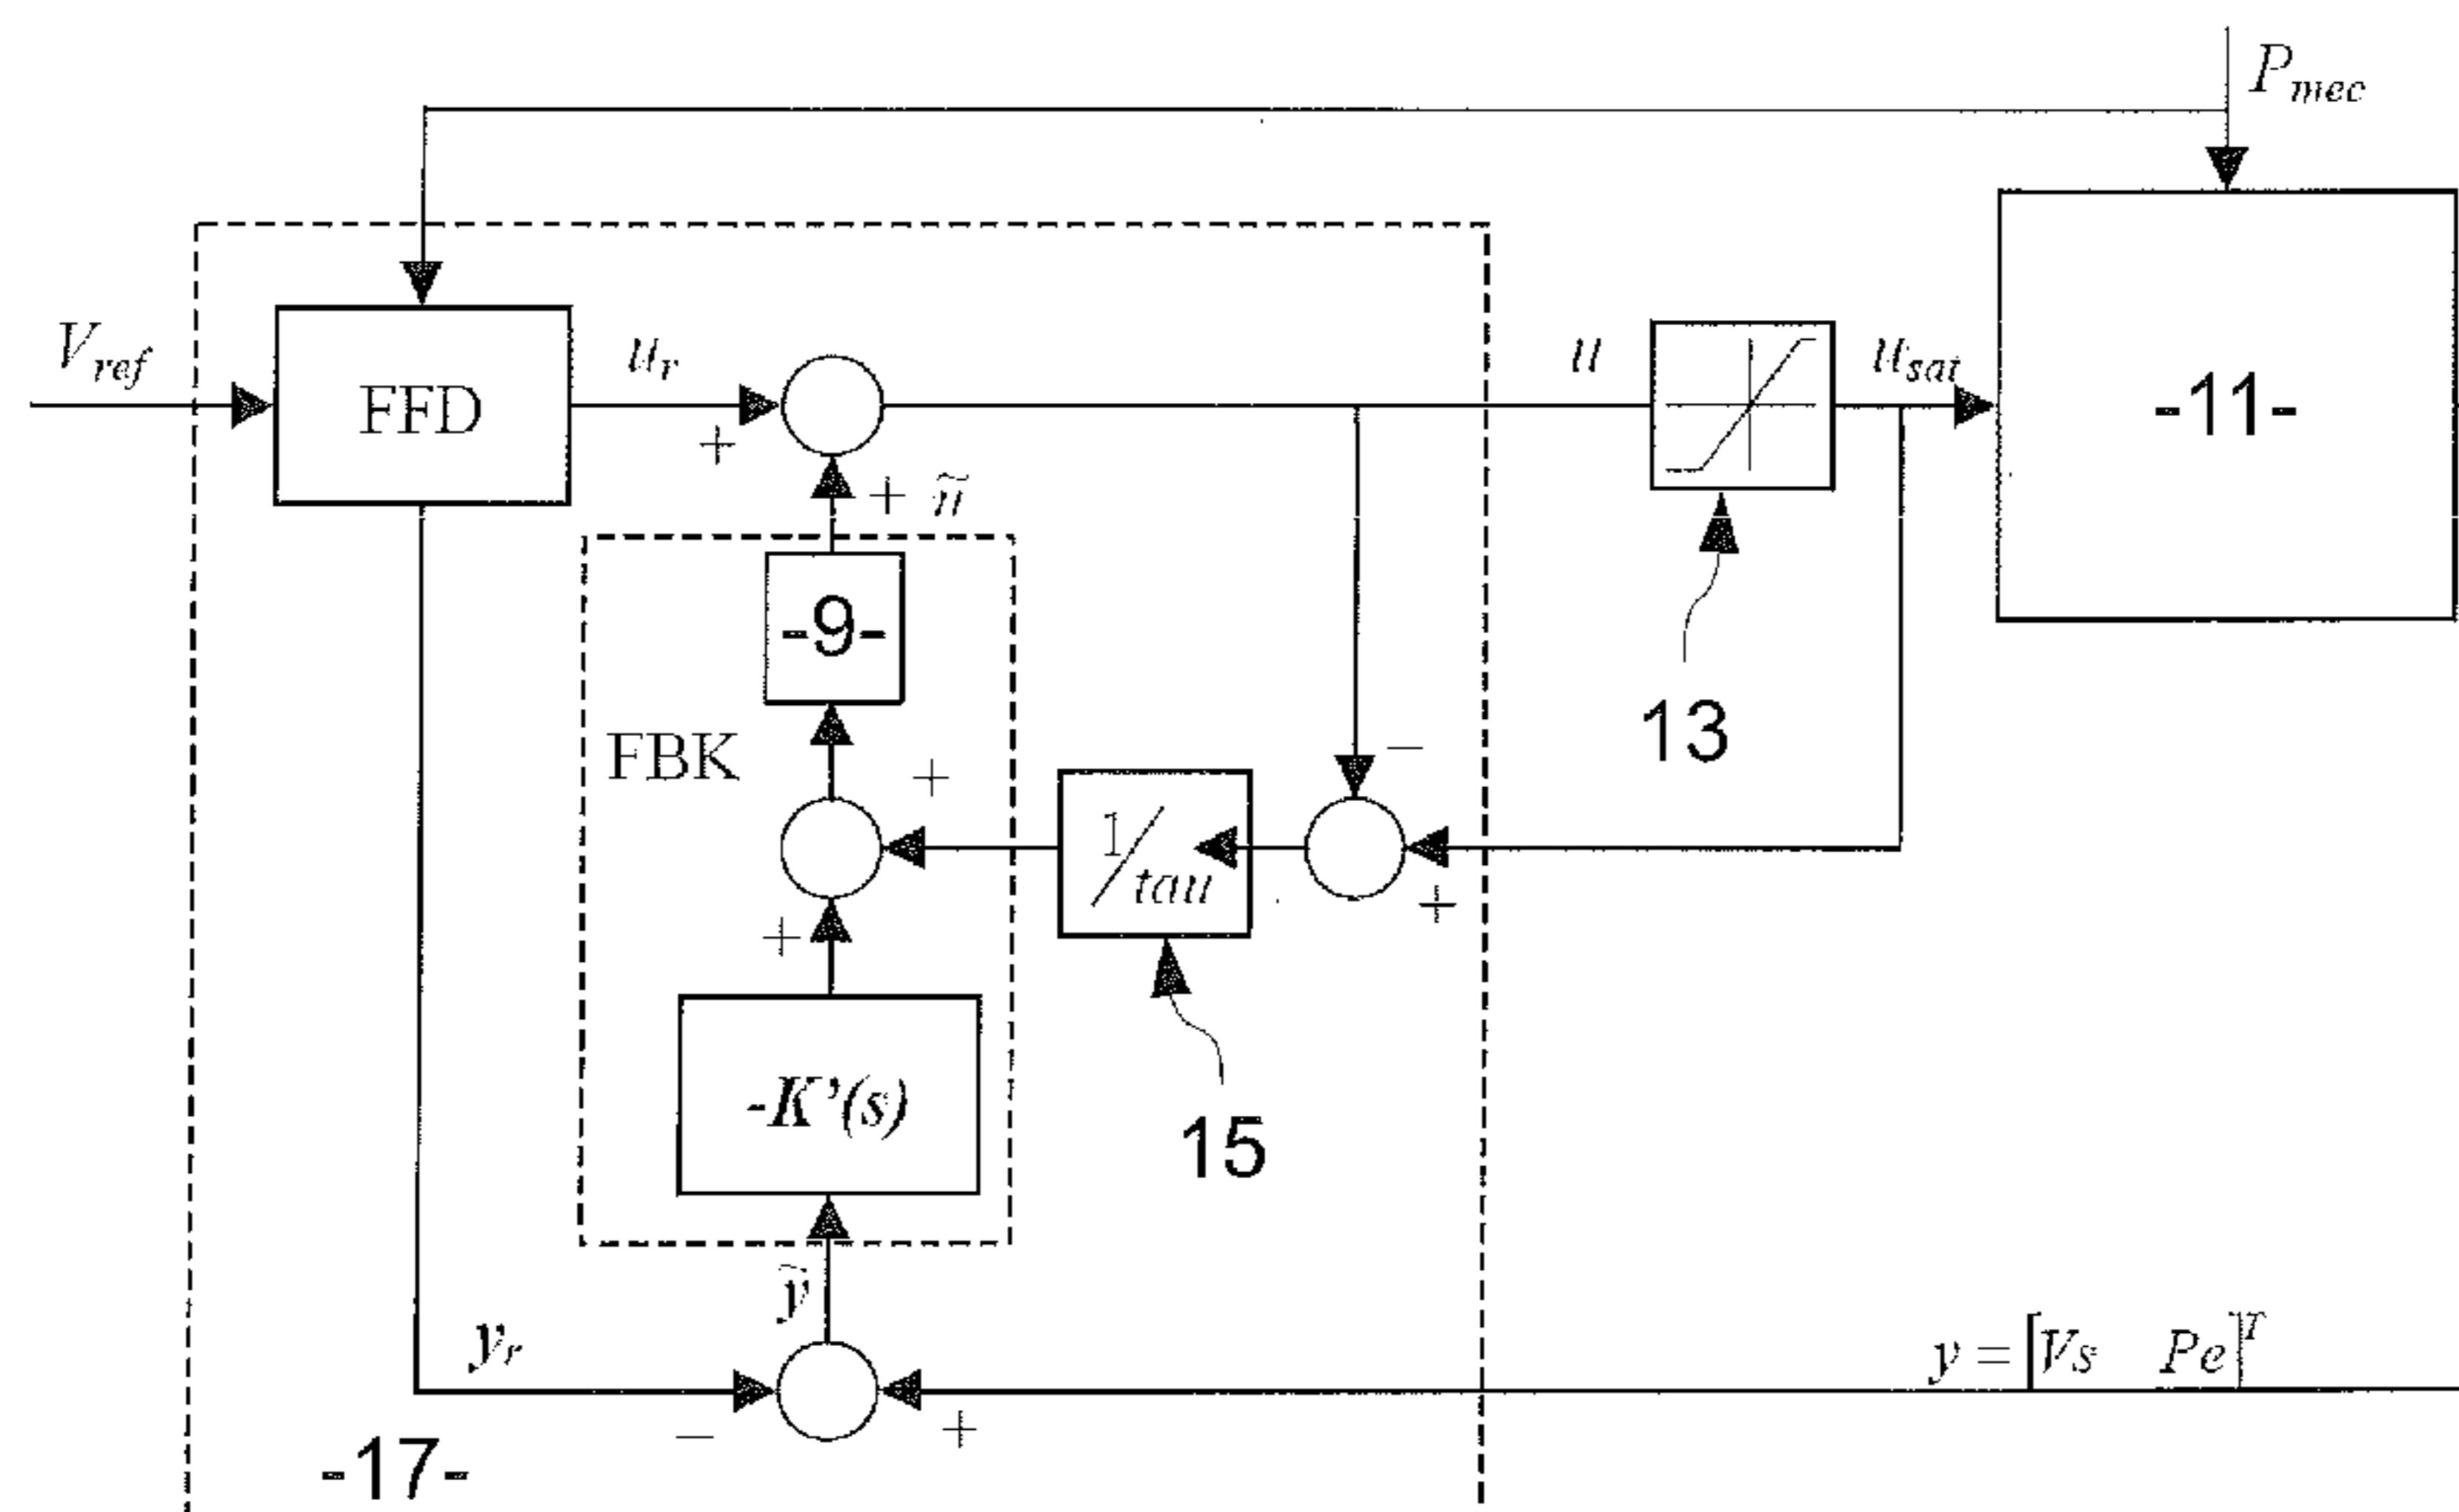 P_mec
V_ref
FFD
u_r
+
+ ũ
u
u_sat
-11-
-9-
FBK
+
−
1/tau
13
+
+
-K’(s)
15
ỹ
y_r
y = [Vs Pe]^T
−
+
-17-